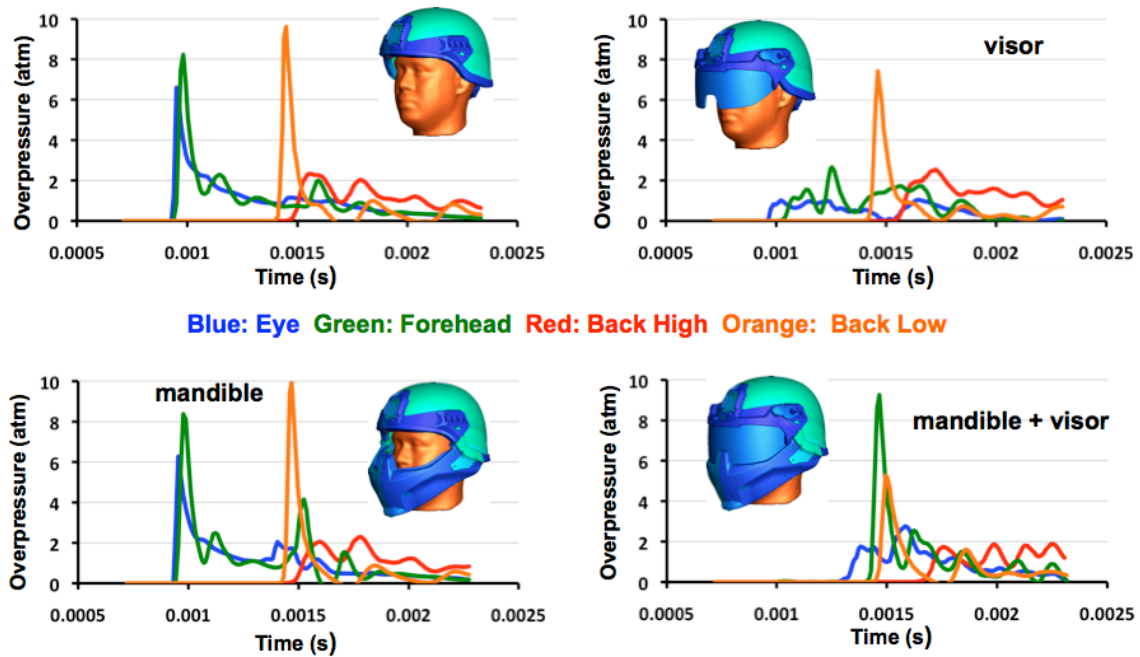 10
8
6
4
2
0
Overpressure (atm)
0.0005 0.001 0.0015 0.002 0.0025
Time (s)
visor
10
8
6
4
2
0
Overpressure (atm)
0.0005 0.001 0.0015 0.002 0.0025
Time (s)
Blue: Eye Green: Forehead Red: Back High Orange: Back Low
mandible
10
8
6
4
2
0
Overpressure (atm)
0.0005 0.001 0.0015 0.002 0.0025
Time (s)
mandible + visor
10
8
6
4
2
0
Overpressure (atm)
0.0005 0.001 0.0015 0.002 0.0025
Time (s)